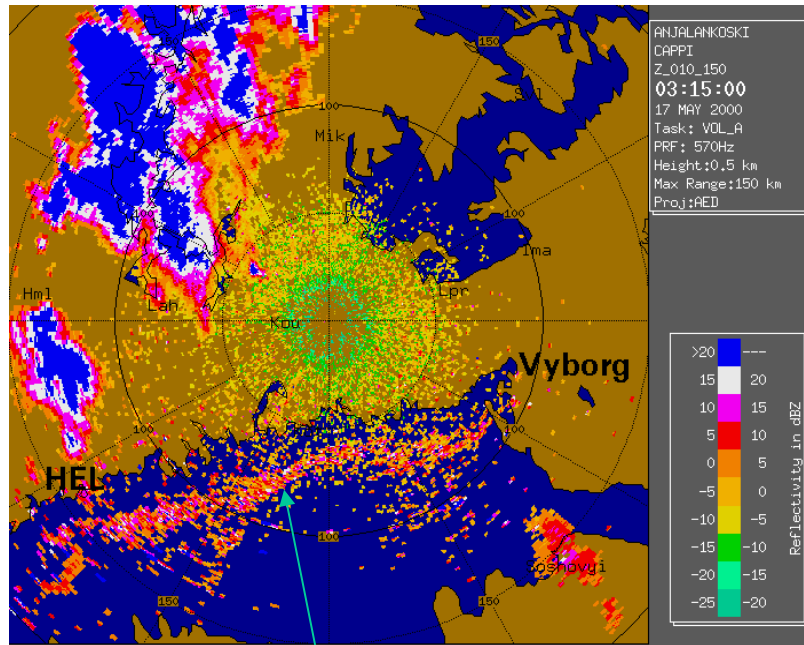 ANJALANKOSKI
CAPPI
Z_010_150
03:15:00
17 MAY 2000
Task: VOL_A
PRF: 570Hz
Height:0.5 km
Max Range:150 km
Proj:AED
150
100
Mik
100
100
Ima
Hml
Lah
Lpr
Kou
Vyborg
100
100
HEL
100
150
150
>20 ---
15 20
10 15
5 10
0 5
-5 0
-10 -5
-15 -10
-20 -15
-25 -20
Reflectivity in dBZ